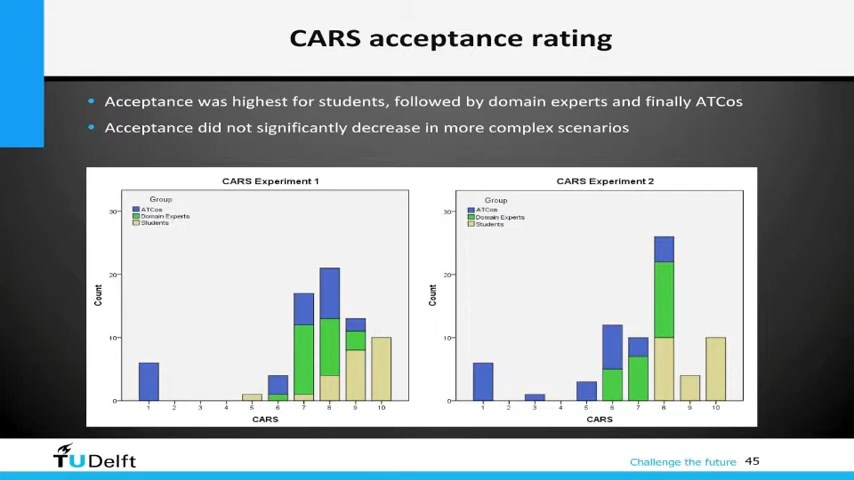 CARS acceptance rating
• Acceptance was highest for students, followed by domain experts and finally ATCos
• Acceptance did not significantly decrease in more complex scenarios
CARS Experiment 1
Group
ATCos
Domain Experts
Students
30
20
10
0
Count
1 2 3 4 5 6 7 8 9 10
CARS
CARS Experiment 2
Group
ATCos
Domain Experts
Students
30
20
10
0
Count
1 2 3 4 5 6 7 8 9 10
CARS
TUDelft
Challenge the future 45